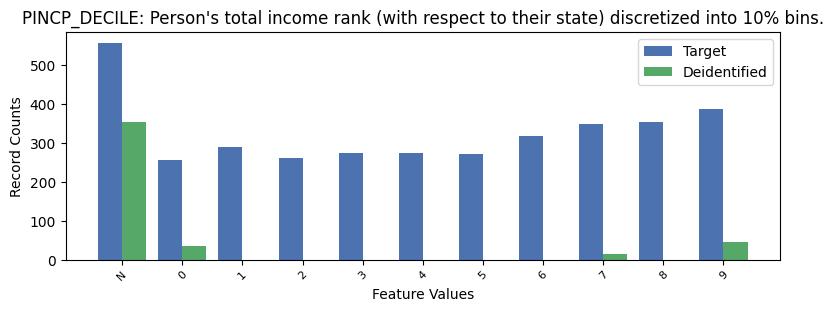 PINCP_DECILE: Person's total income rank (with respect to their state) discretized into 10% bins.
Target
Deidentified
Record Counts
500
400
300
200
100
0
N 0 1 2 3 4 5 6 7 8 9
Feature Values